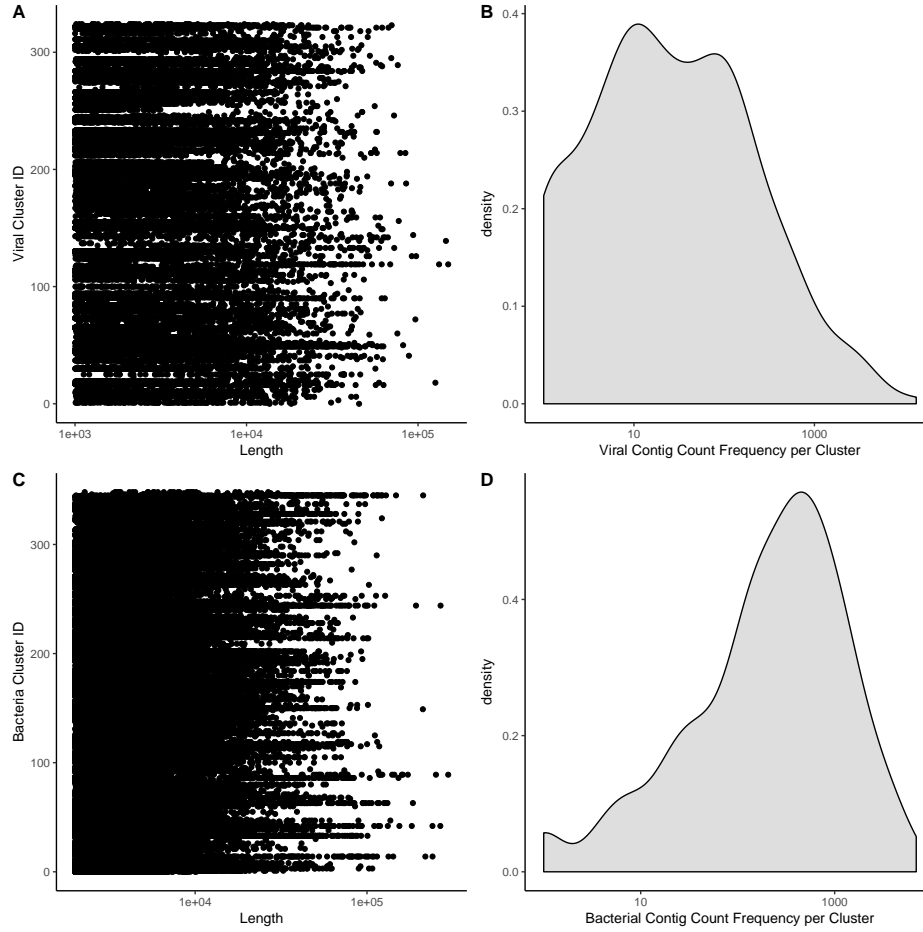 A
300
200
100
0
Viral Cluster ID
1e+03
1e+04
1e+05
Length
B
0.4
0.3
0.2
0.1
0.0
density
10
1000
Viral Contig Count Frequency per Cluster
C
300
200
100
0
Bacteria Cluster ID
1e+04
1e+05
Length
D
0.4
0.2
0.0
density
10
1000
Bacterial Contig Count Frequency per Cluster